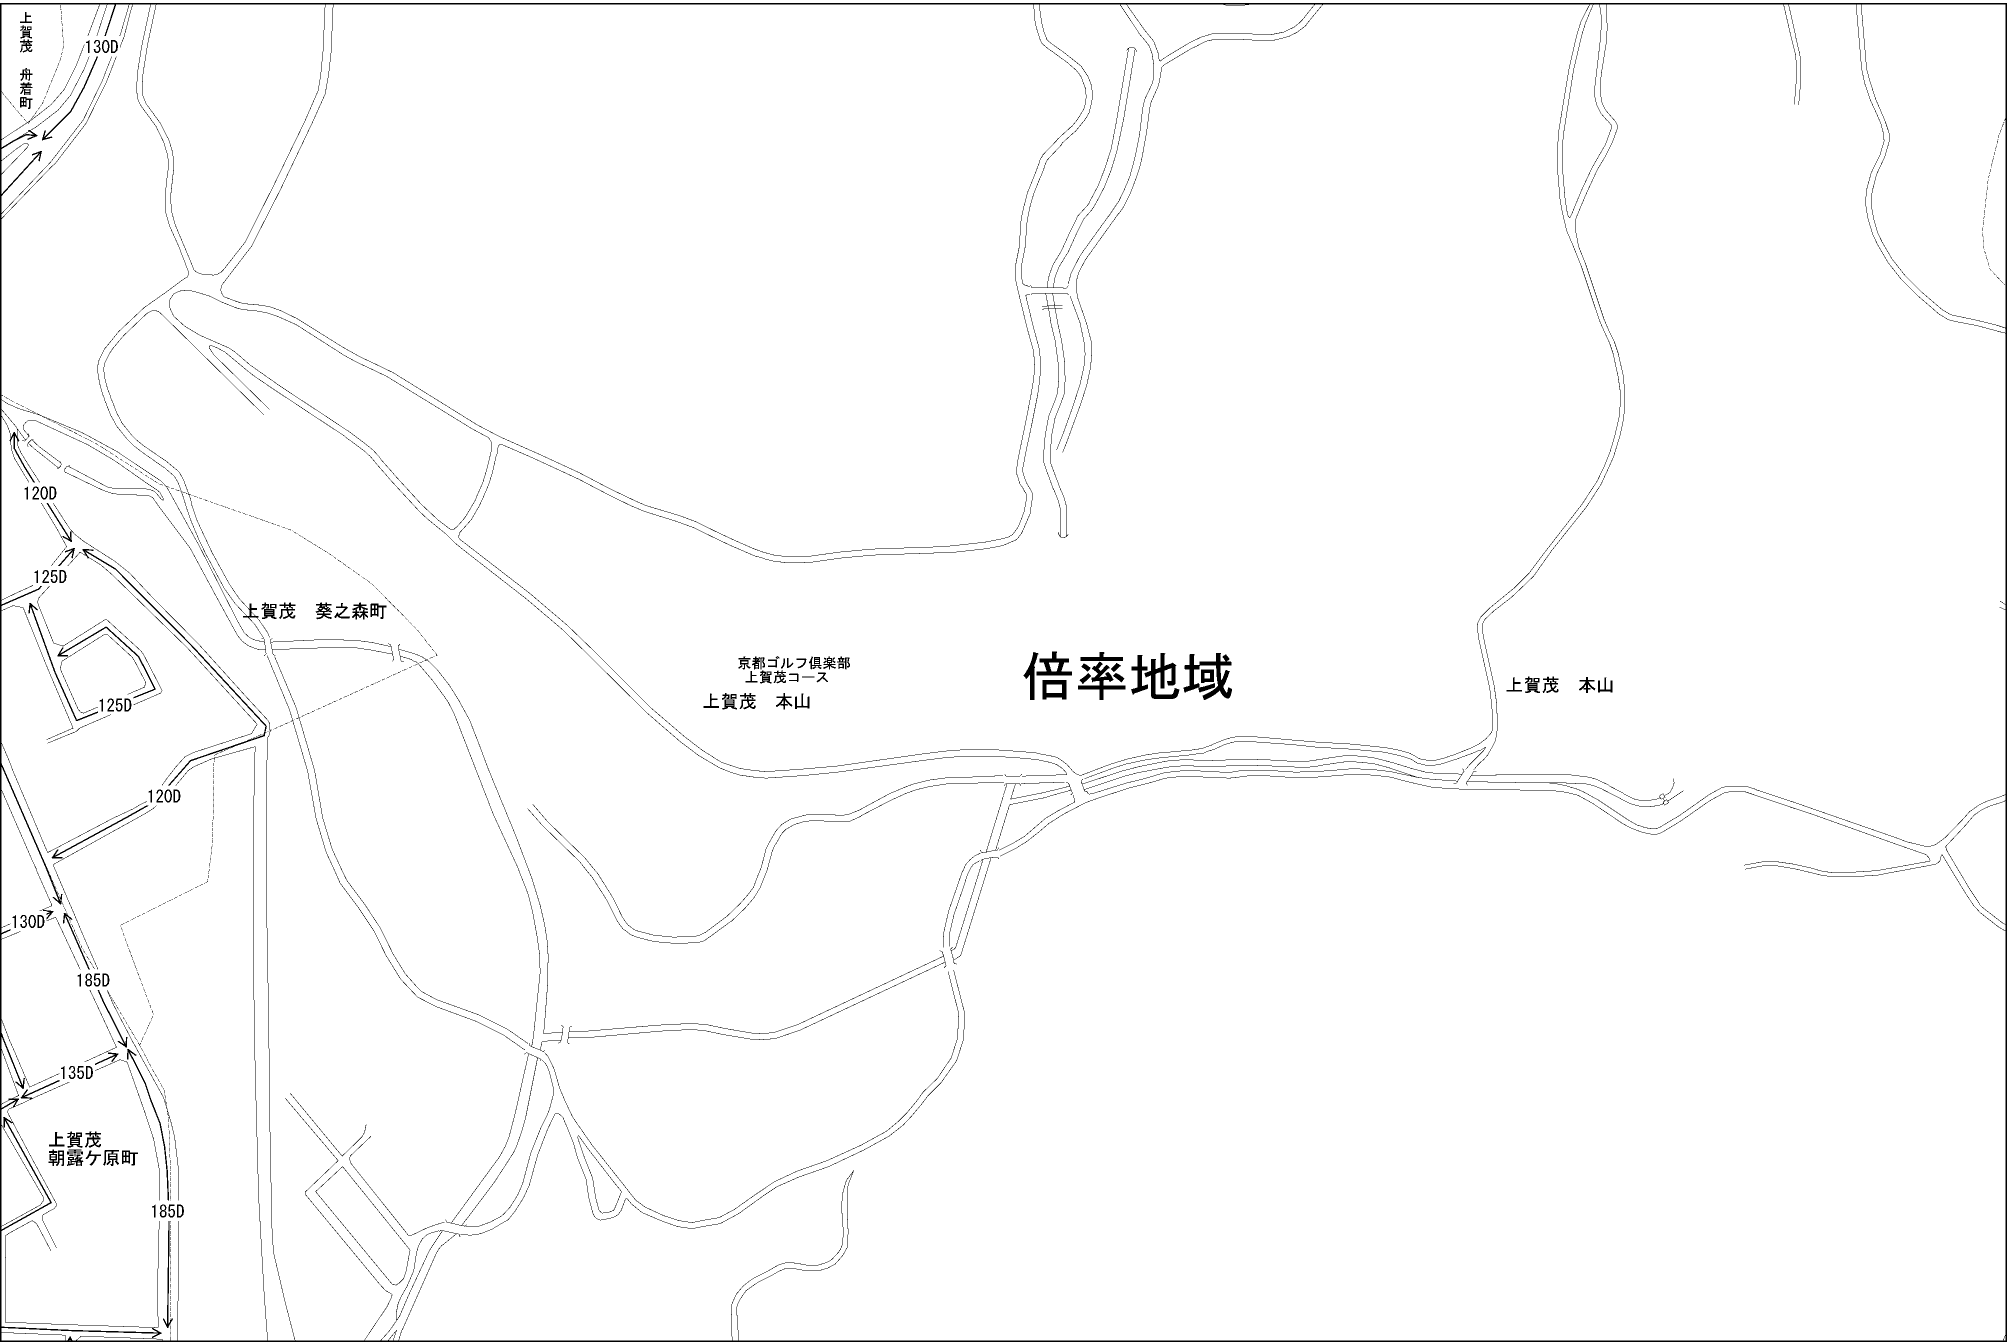 上賀茂　舟着町
130D
120D
125D
上賀茂　葵之森町
京都ゴルフ倶楽部
上賀茂コース
上賀茂　本山
倍率地域
上賀茂　本山
125D
120D
130D
185D
135D
上賀茂
朝露ケ原町
185D